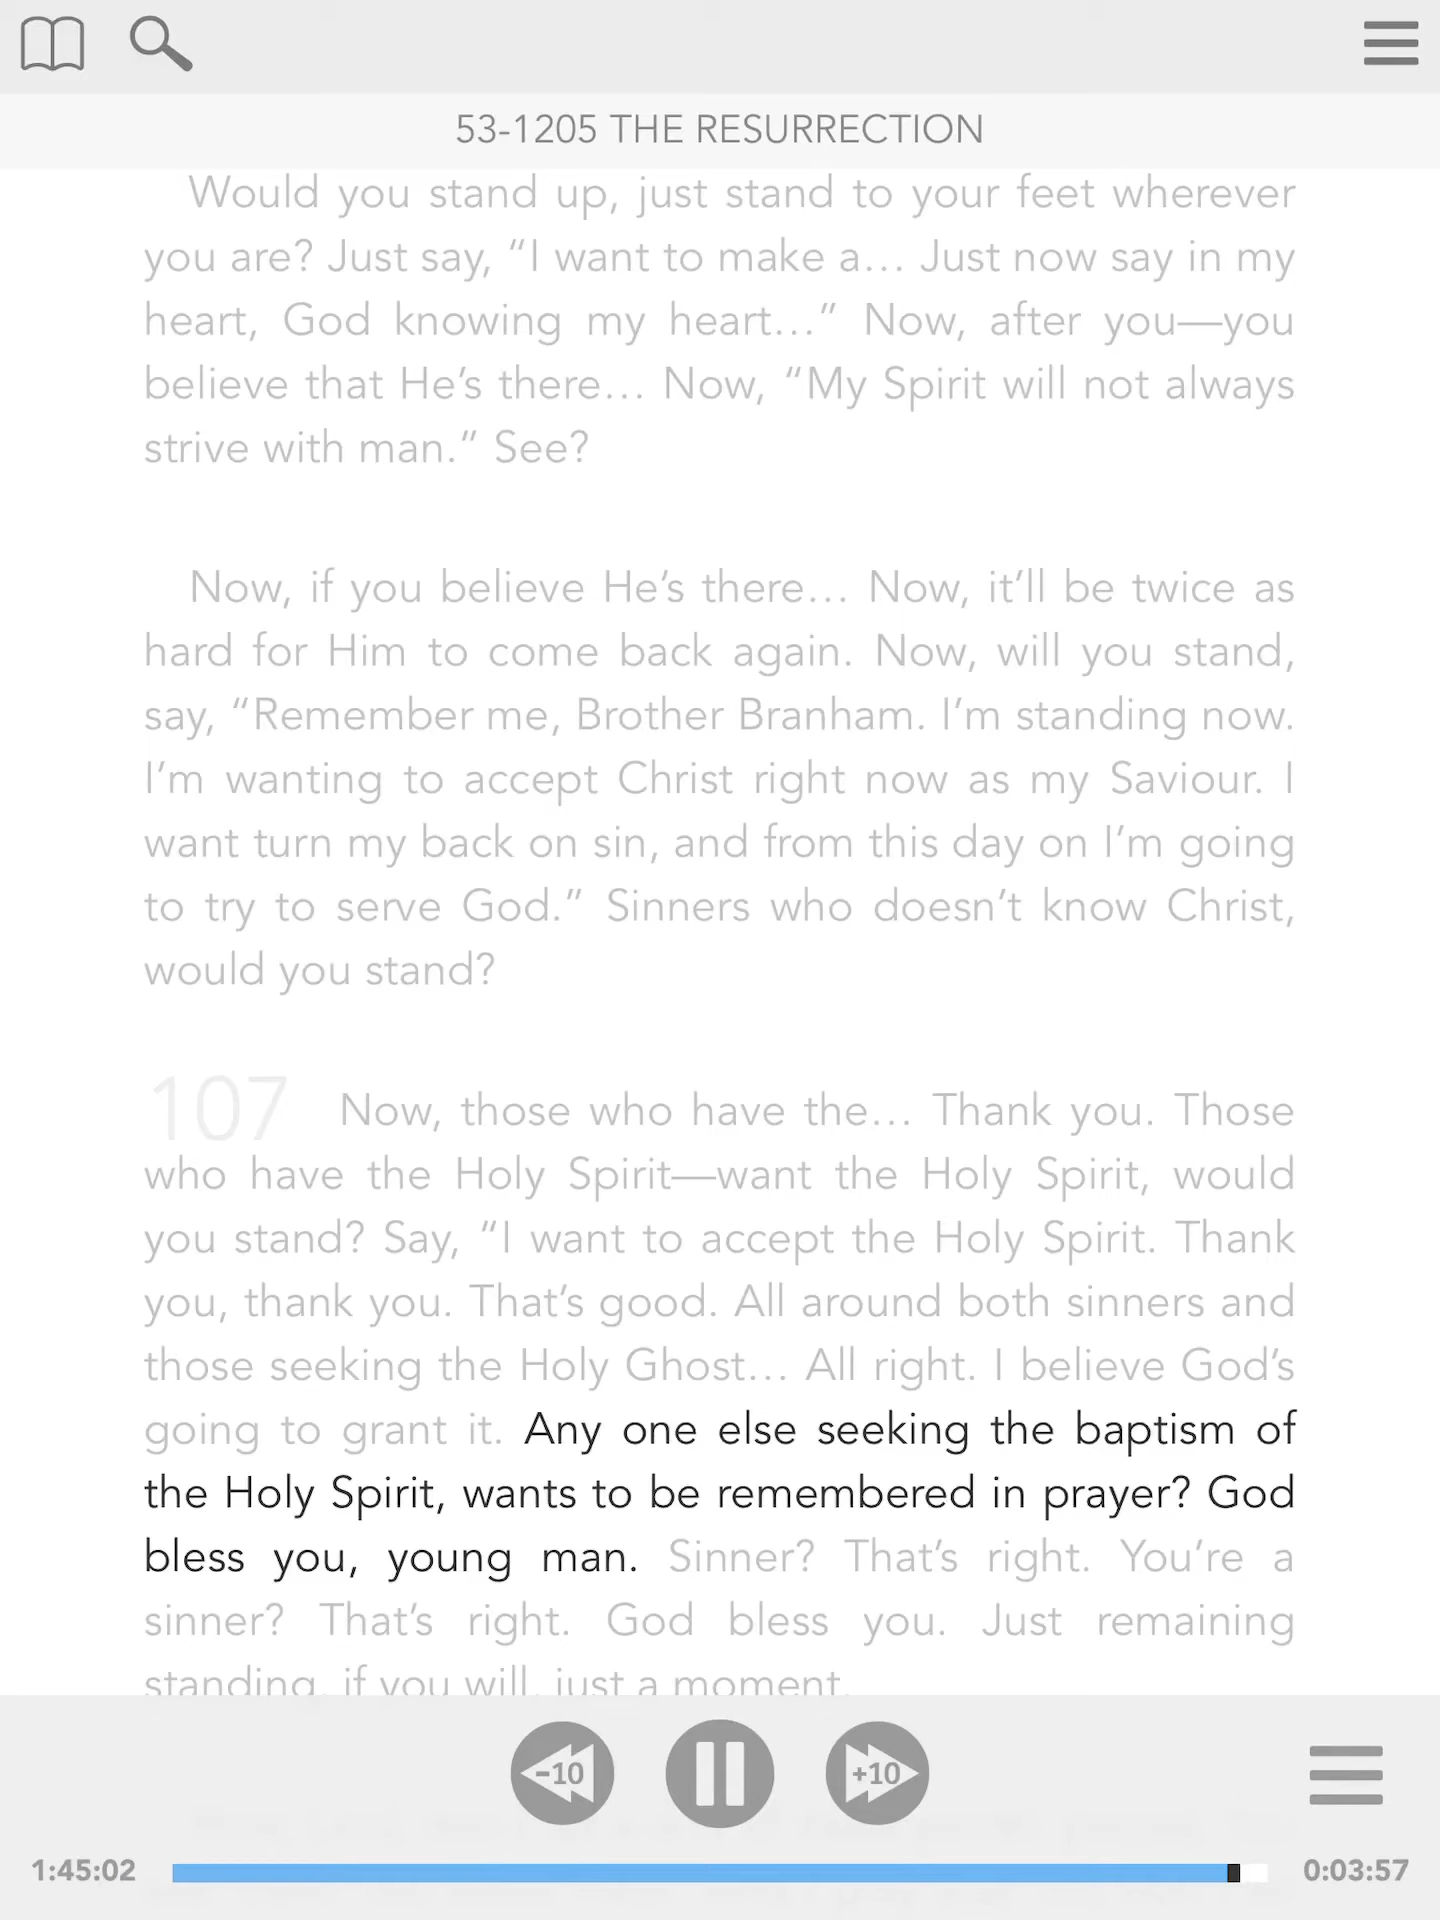 53-1205 THE RESURRECTION
Would you stand up, just stand to your feet wherever
you are? Just say, “I want to make a… Just now say in my
heart, God knowing my heart…” Now, after you—you
believe that He’s there… Now, “My Spirit will not always
strive with man.” See?
Now, if you believe He’s there… Now, it’ll be twice as
hard for Him to come back again. Now, will you stand,
say, “Remember me, Brother Branham. I’m standing now.
I’m wanting to accept Christ right now as my Saviour. I
want turn my back on sin, and from this day on I’m going
to try to serve God.” Sinners who doesn’t know Christ,
would you stand?
107 Now, those who have the… Thank you. Those
who have the Holy Spirit—want the Holy Spirit, would
you stand? Say, “I want to accept the Holy Spirit. Thank
you, thank you. That’s good. All around both sinners and
those seeking the Holy Ghost… All right. I believe God’s
going to grant it. Any one else seeking the baptism of
the Holy Spirit, wants to be remembered in prayer? God
bless you, young man. Sinner? That’s right. You’re a
sinner? That’s right. God bless you. Just remaining
standing, if you will, just a moment.
-10 +10
1:45:02 0:03:57